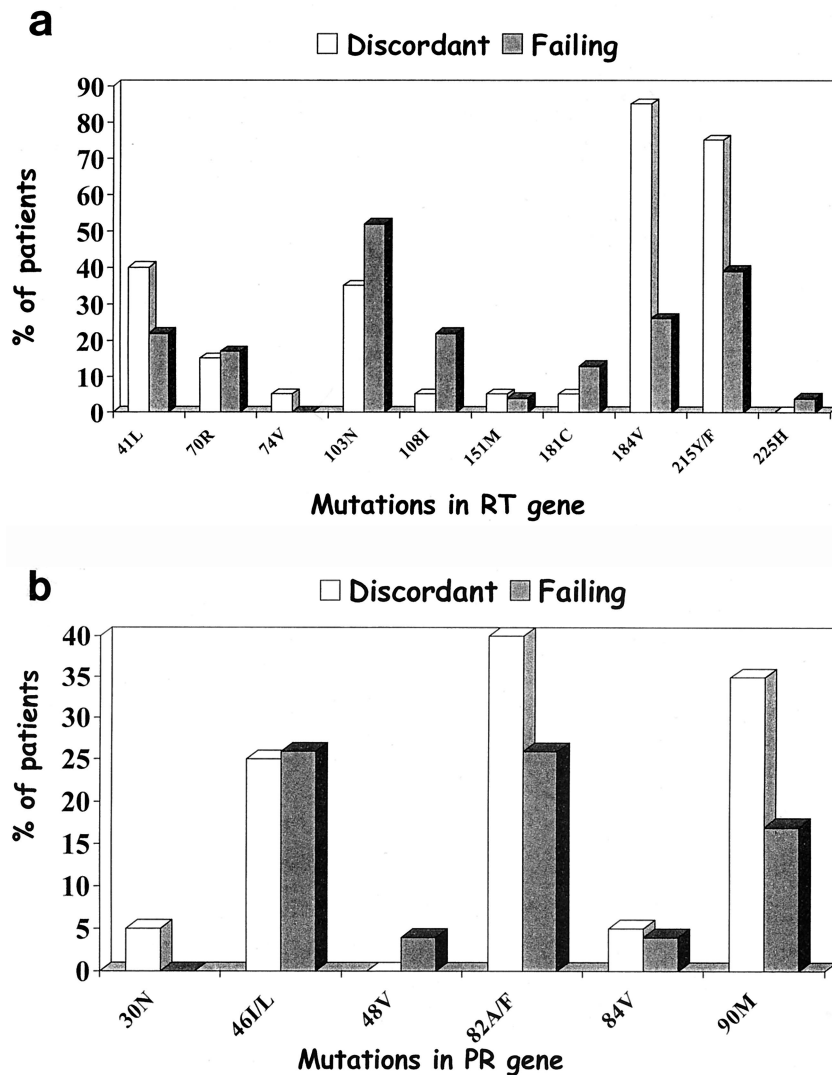 a
Discordant Failing
90
80
70
60
50
40
30
20
10
0
% of patients
41L 70R 74V 103N 108I 151M 181C 184V 215Y/F 225H
Mutations in RT gene
b
Discordant Failing
40
35
30
25
20
15
10
5
0
% of patients
30N 46I/L 48V 82A/F 84V 90M
Mutations in PR gene